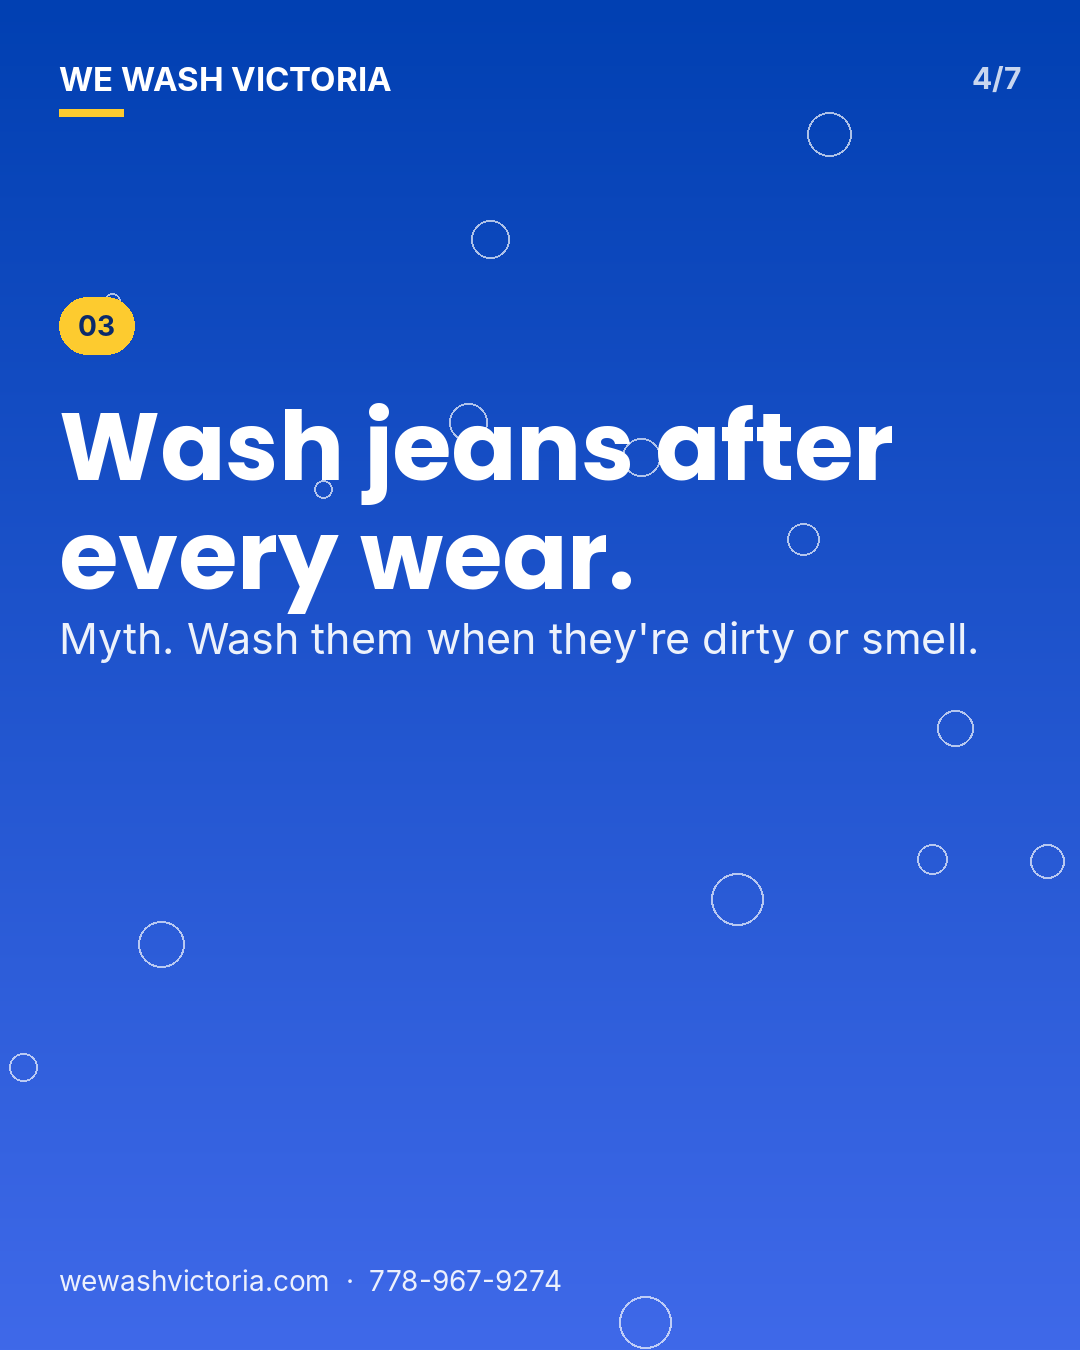 WE WASH VICTORIA
4/7
03
Wash jeans after
every wear.
Myth. Wash them when they're dirty or smell.
wewashvictoria.com · 778-967-9274